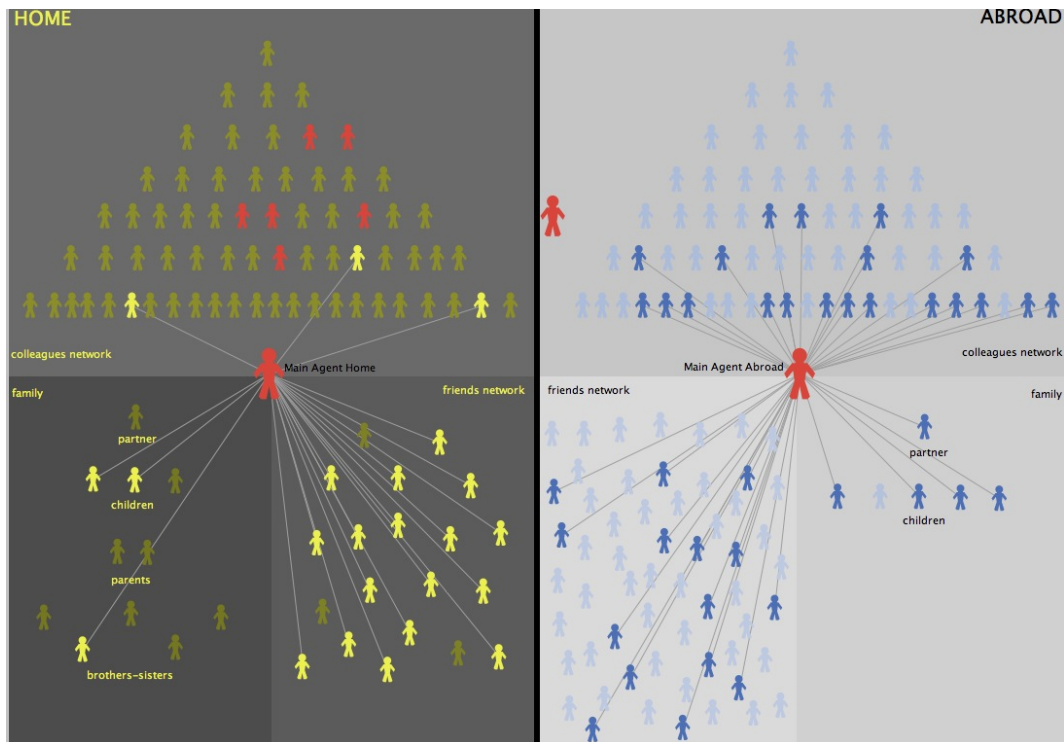 HOME
colleagues network
Main Agent Home
family
friends network
partner
children
parents
brothers-sisters
ABROAD
Main Agent Abroad
colleagues network
friends network
family
partner
children